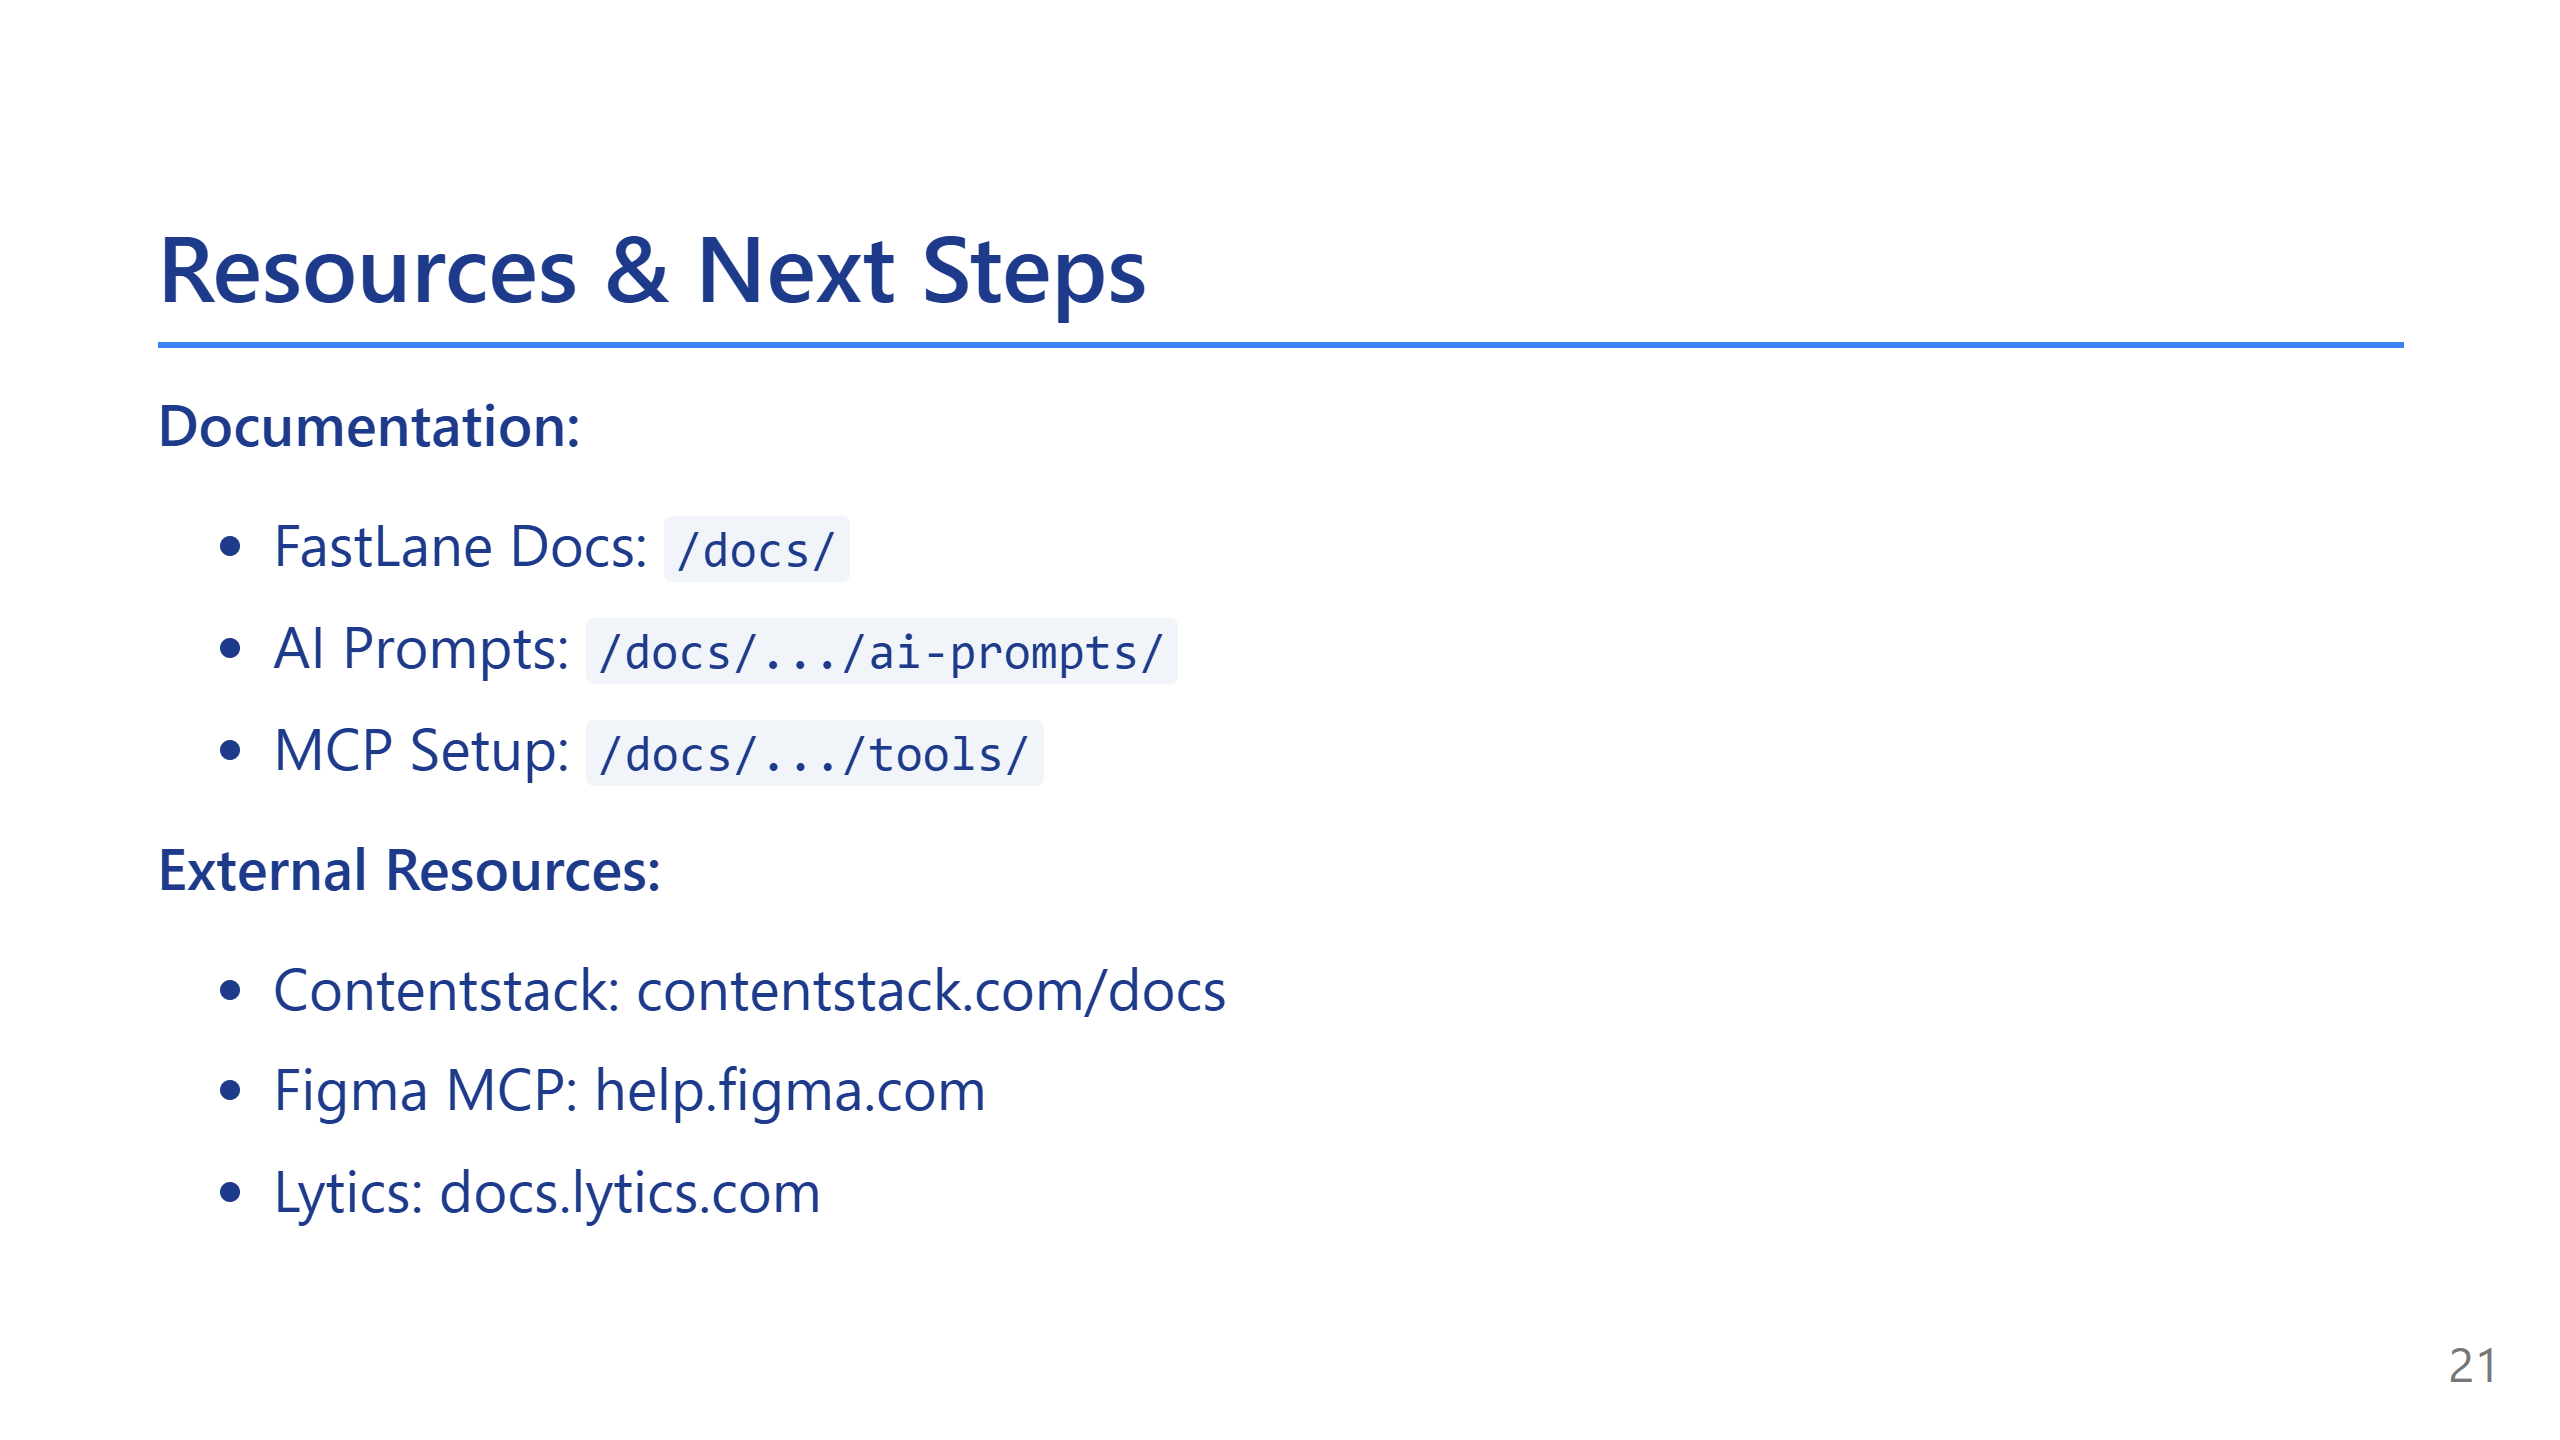 Resources & Next Steps
Documentation:
• FastLane Docs: /docs/
• AI Prompts: /docs/.../ai-prompts/
• MCP Setup: /docs/.../tools/
External Resources:
• Contentstack: contentstack.com/docs
• Figma MCP: help.figma.com
• Lytics: docs.lytics.com
21